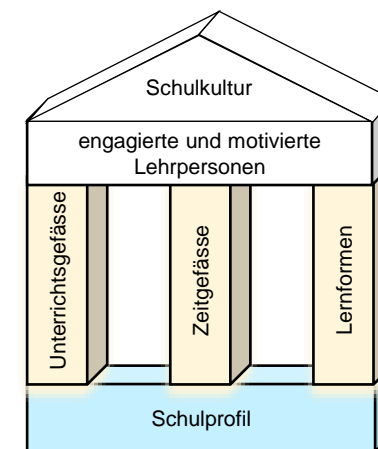 Schulkultur
engagierte und motivierte
Lehrpersonen
Unterrichtsgefässe
Zeitgefässe
Lernformen
Schulprofil